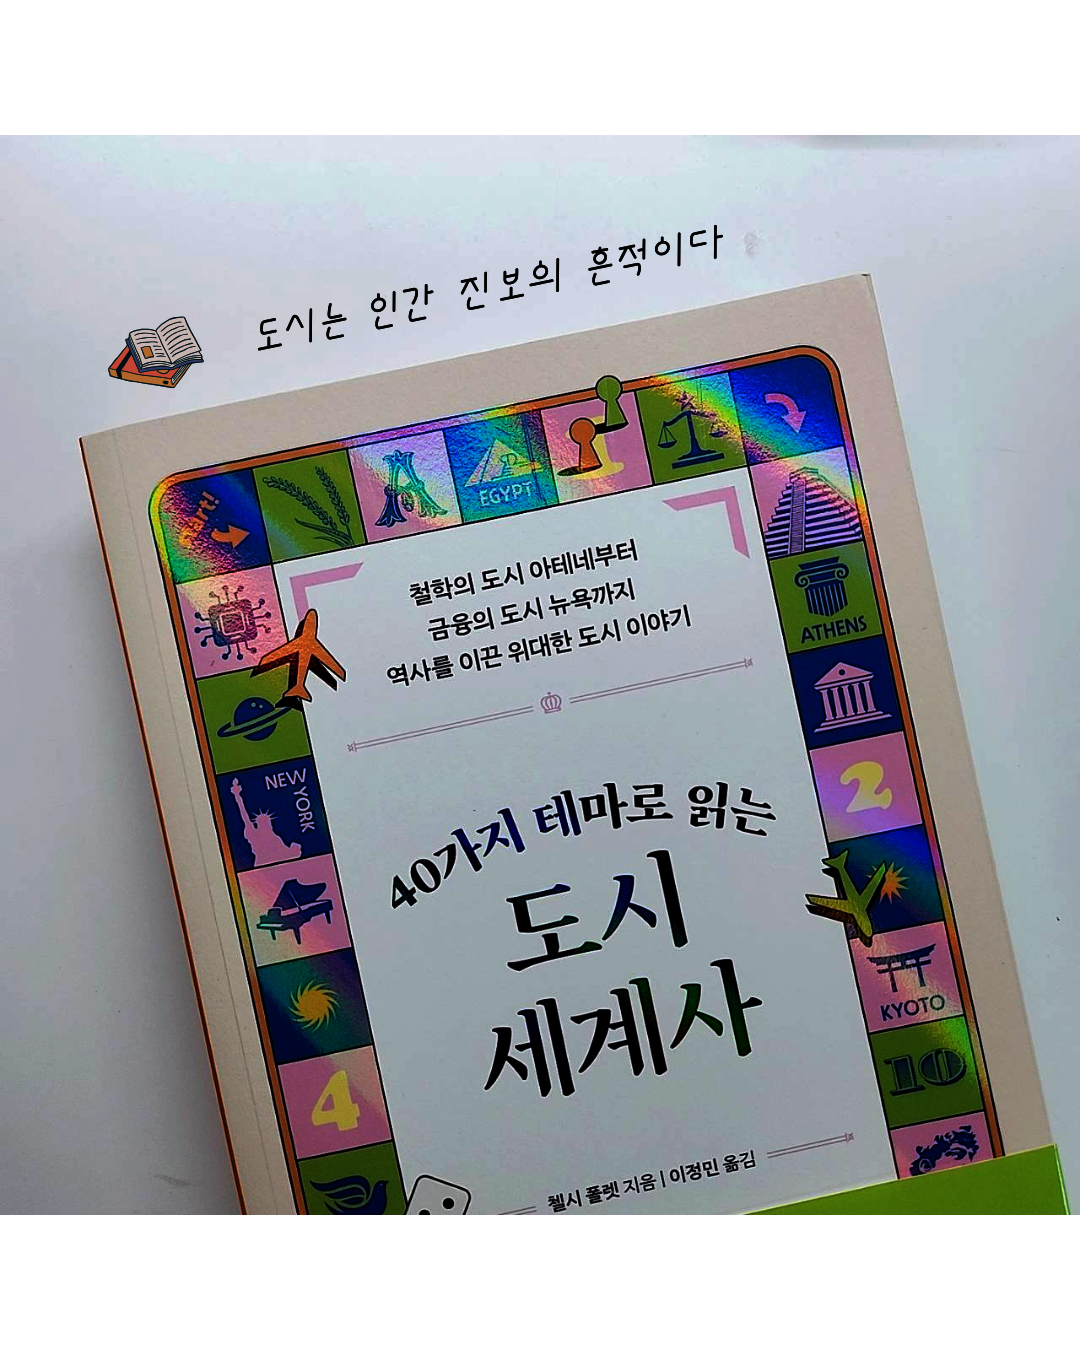 도시는 인간 진보의 흔적이다
EGYPT
철학의 도시 아테네부터
금융의 도시 뉴욕까지
역사를 이끈 위대한 도시 이야기
ATHENS
NEW YORK
2
40가지 테마로 읽는
도시
세계사
KYOTO
10
4
첼시 폴렛 지음 | 이정민 옮김